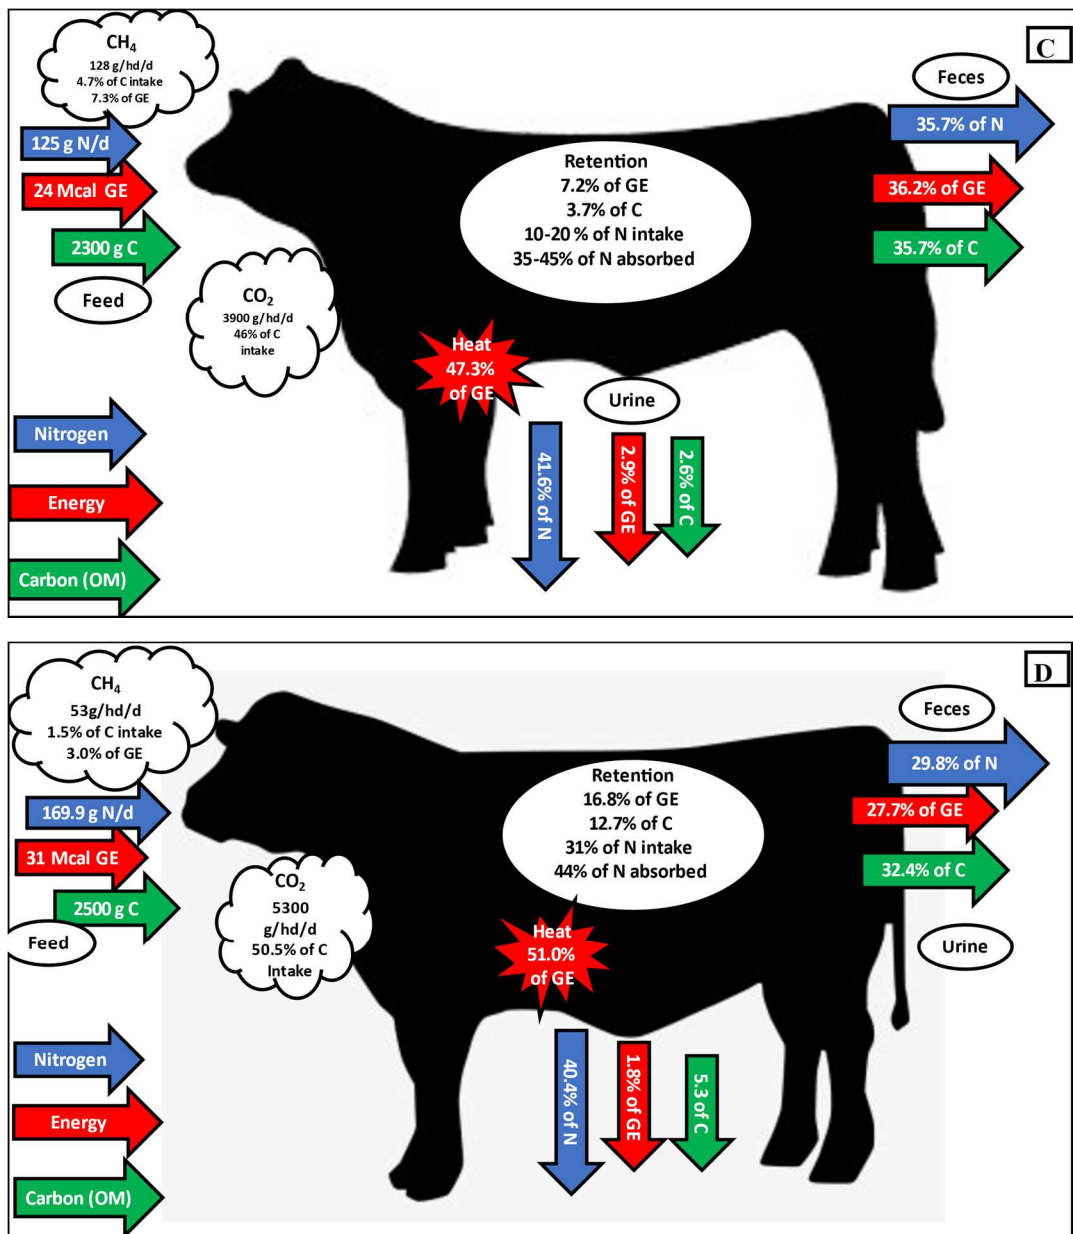 C
CH4
128 g/hd/d
4.7% of C intake
7.3% of GE
125 g N/d
24 Mcal GE
2300 g C
Feed
CO2
3900 g/hd/d
46% of C
intake
Retention
7.2% of GE
3.7% of C
10-20 % of N intake
35-45% of N absorbed
Heat
47.3%
of GE
Feces
35.7% of N
36.2% of GE
35.7% of C
Urine
41.6% of N
2.9% of GE
2.6% of C
Nitrogen
Energy
Carbon (OM)
D
CH4
53g/hd/d
1.5% of C intake
3.0% of GE
169.9 g N/d
31 Mcal GE
2500 g C
Feed
CO2
5300
g/hd/d
50.5% of C
Intake
Retention
16.8% of GE
12.7% of C
31% of N intake
44% of N absorbed
Heat
51.0%
of GE
Feces
29.8% of N
27.7% of GE
32.4% of C
Urine
40.4% of N
1.8% of GE
5.3 of C
Nitrogen
Energy
Carbon (OM)